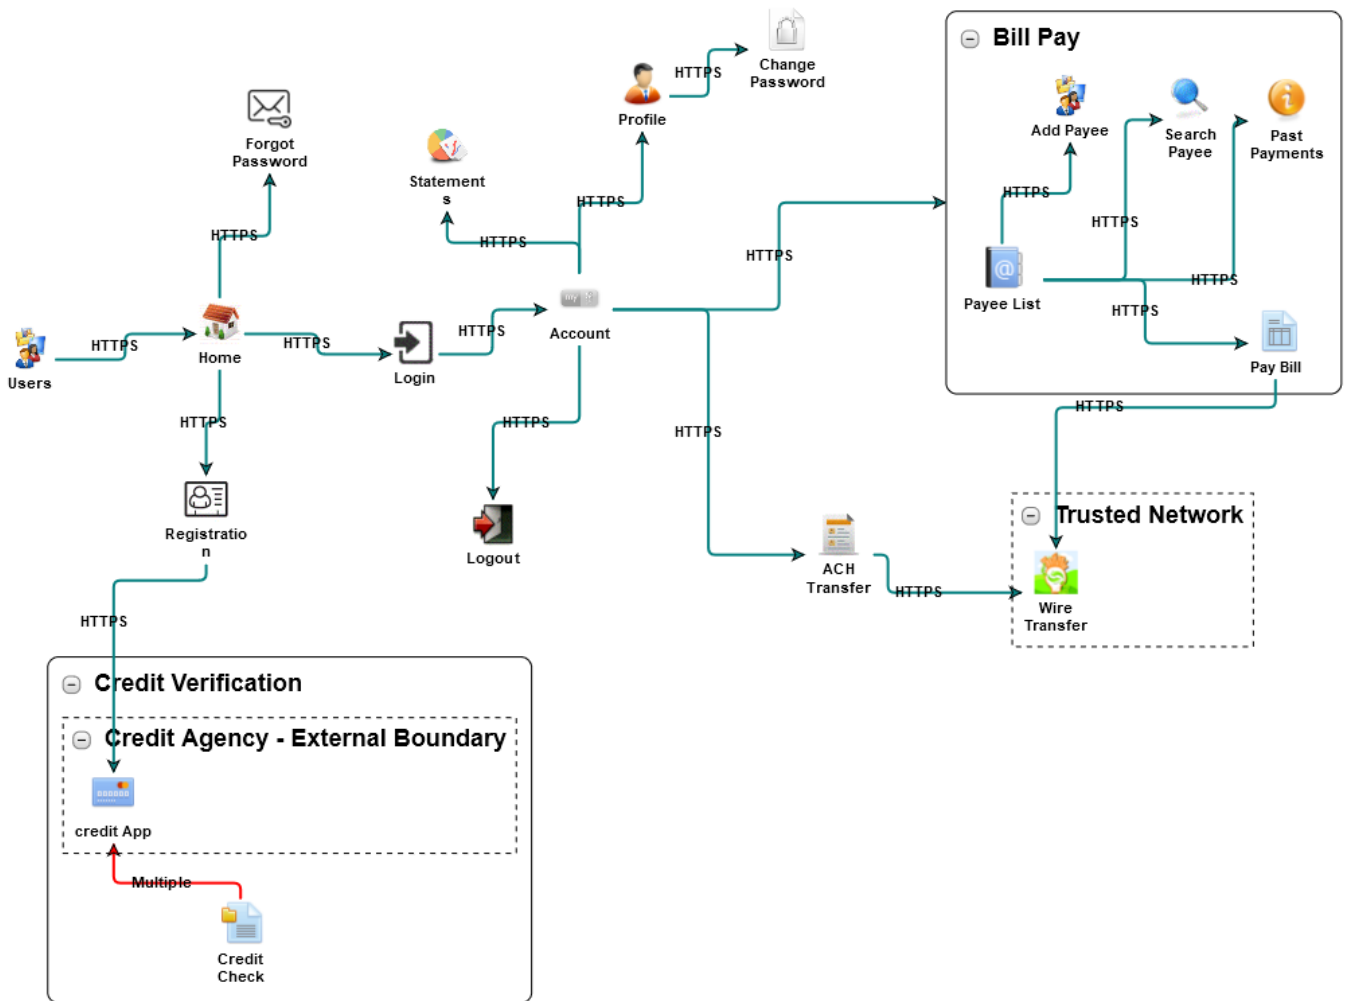 Bill Pay
Change
Password
HTTPS
Profile
Add Payee
Search
Payee
Past
Payments
Forgot
Password
Statement
s
HTTPS
HTTPS
HTTPS
HTTPS
HTTPS
HTTPS
HTTPS
HTTPS
Payee List
HTTPS
my
Account
HTTPS
HTTPS
HTTPS
HTTPS
Users
Home
Login
Pay Bill
HTTPS
HTTPS
HTTPS
HTTPS
Registratio
n
Logout
Trusted Network
ACH
Transfer
HTTPS
Wire
Transfer
HTTPS
Credit Verification
Credit Agency - External Boundary
credit App
Multiple
Credit
Check